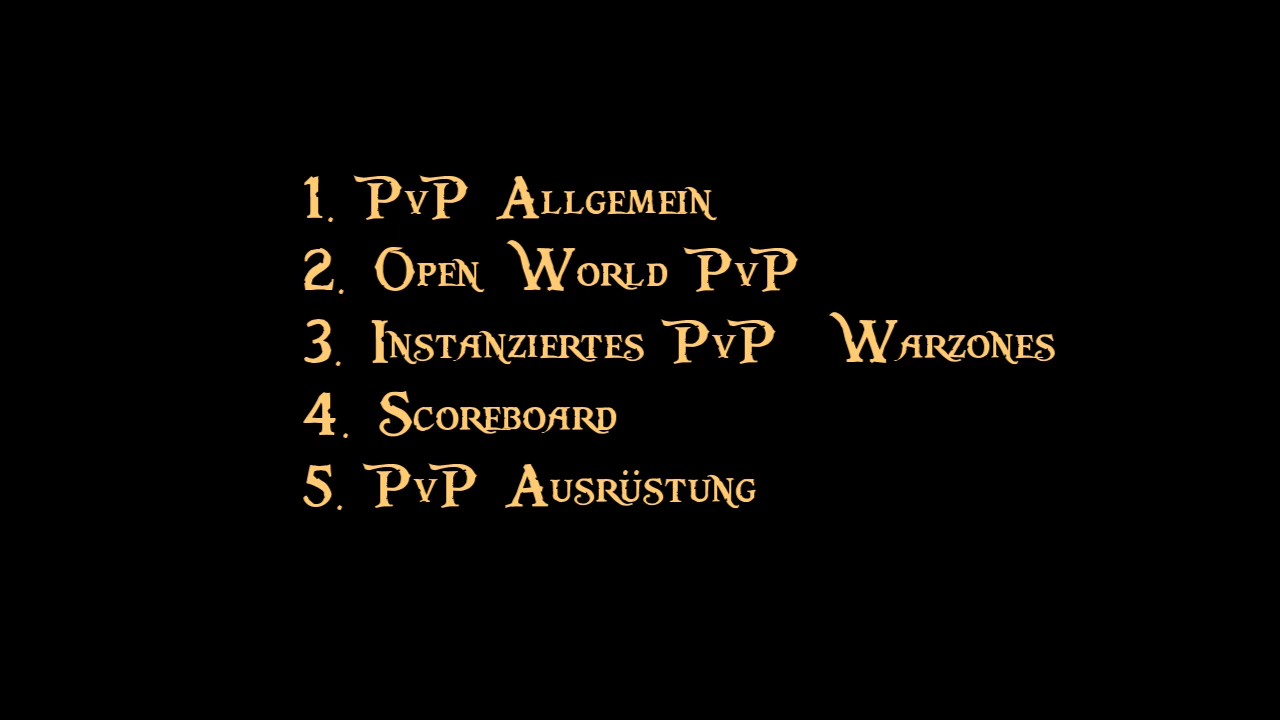 1. PvP Allgemein
2. Open World PvP
3. Instanziertes PvP Warzones
4. Scoreboard
5. PvP Ausrüstung